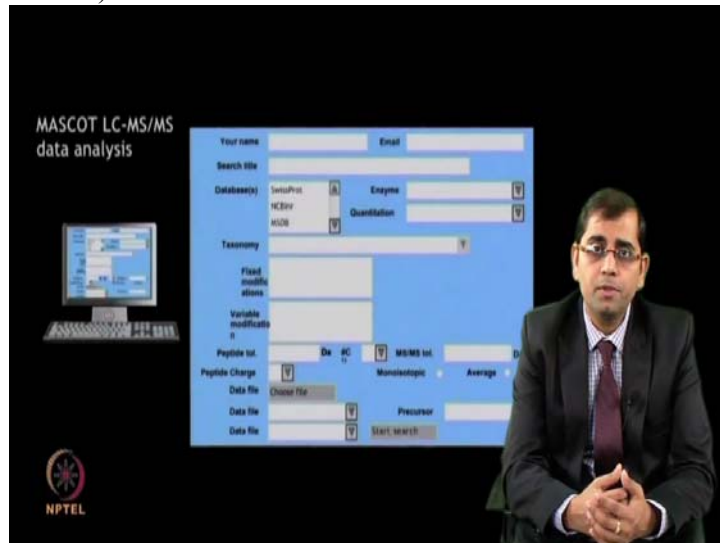 )
MASCOT LC-MS/MS
data analysis
Your name Email
Search title
Database(s) SwissProt Enzyme
NCBInr Quantitation
MSDB
Taxonomy
Fixed
modific
ations
Variable
modificatio
n
Peptide tol. Da #C MS/MS tol. D
Peptide Charge Monoisotopic Average
Data file Choose File
Data file Precursor
Data file Start search
NPTEL